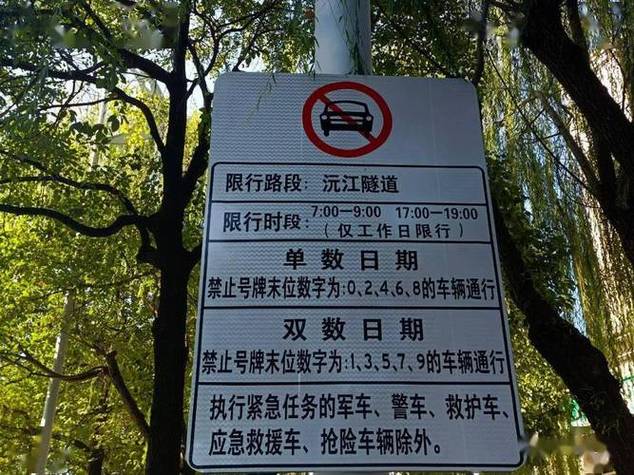 限行路段：沅江隧道
限行时段：7:00—9:00 17:00—19:00
（仅工作日限行）
单数日期
禁止号牌末位数字为:0、2、4、6、8的车辆通行
双数日期
禁止号牌末位数字为:1、3、5、7、9的车辆通行
执行紧急任务的军车、警车、救护车、
应急救援车、抢险车辆除外。